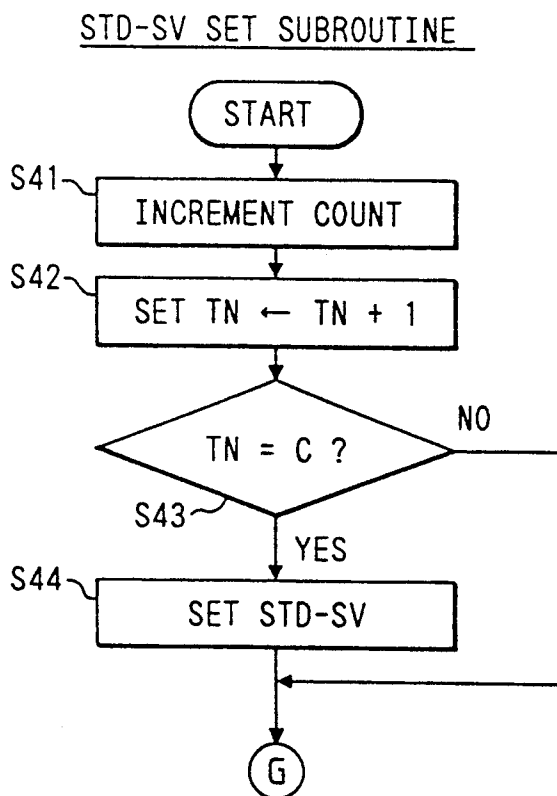 STD-SV SET SUBROUTINE
START
S41
INCREMENT COUNT
S42
SET TN ← TN + 1
TN = C ?
NO
S43
YES
S44
SET STD-SV
G